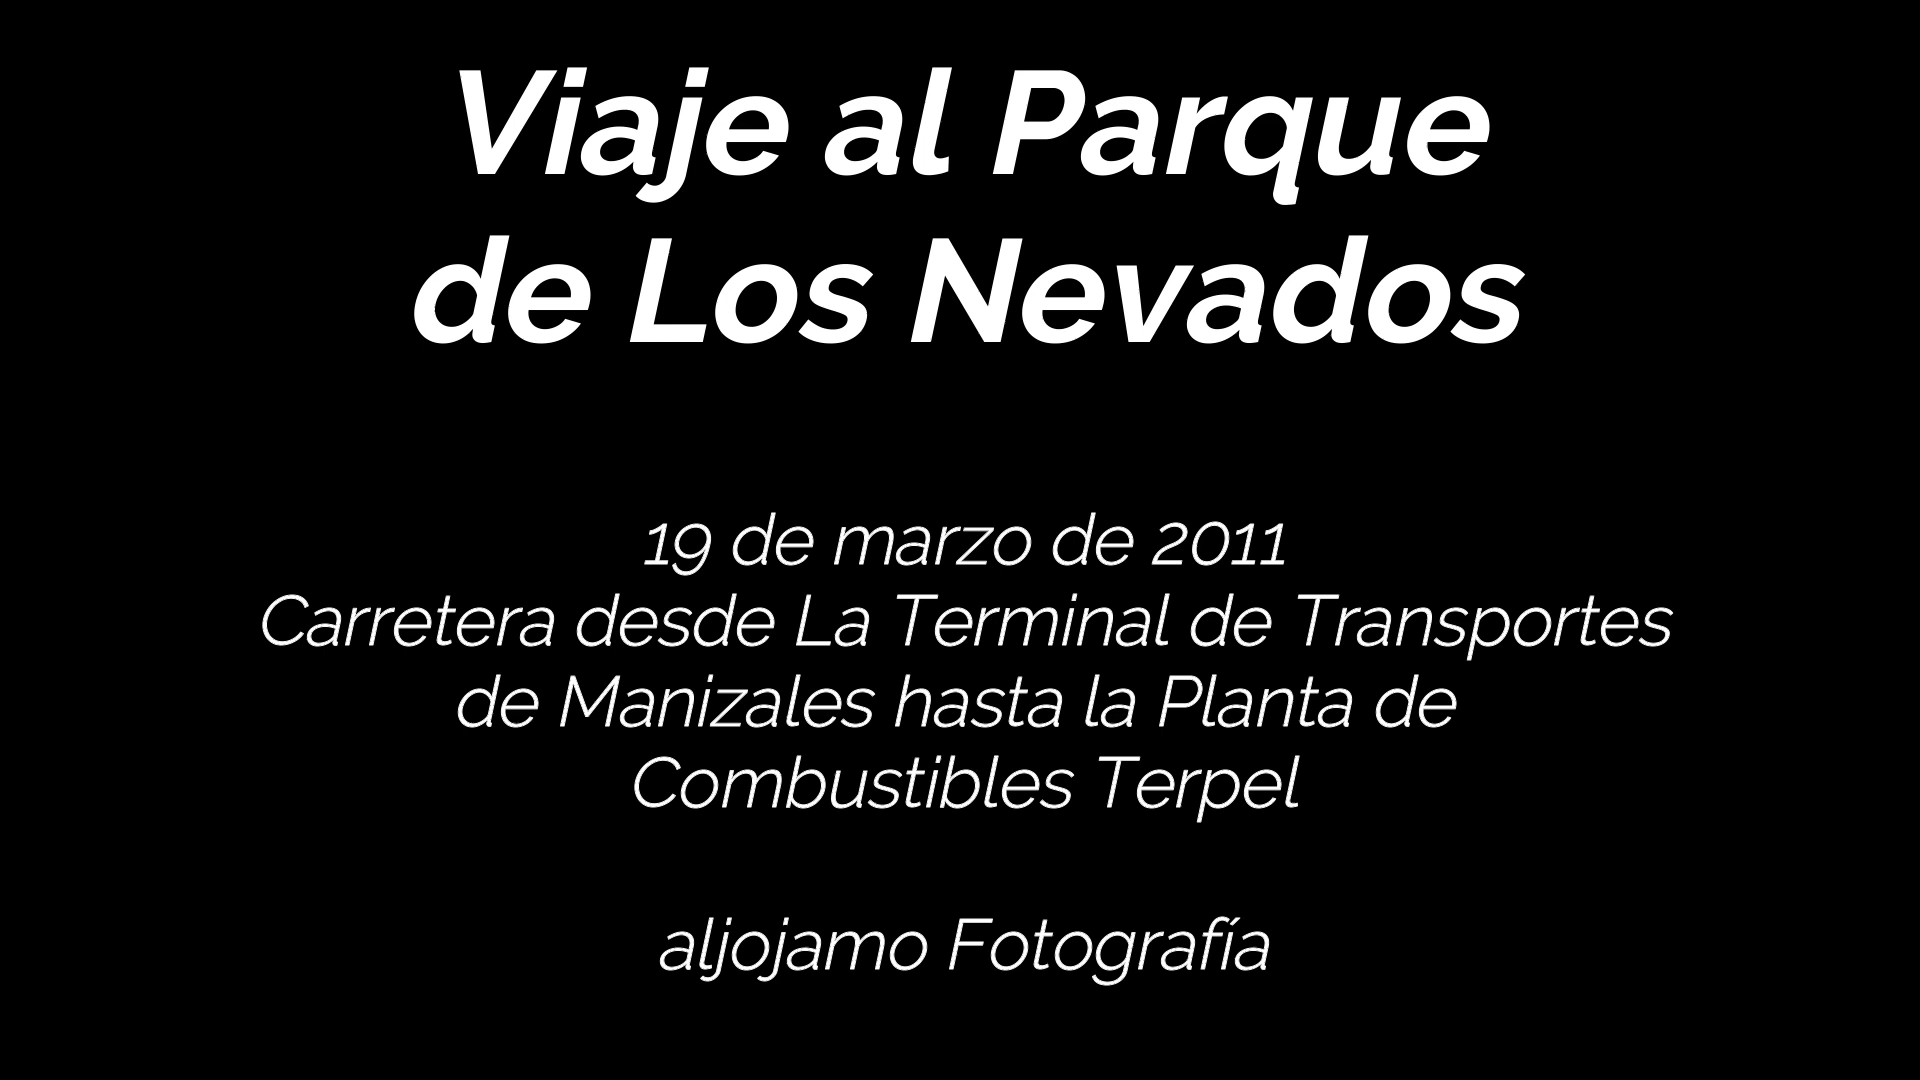 Viaje al Parque
de Los Nevados
19 de marzo de 2011
Carretera desde La Terminal de Transportes
de Manizales hasta la Planta de
Combustibles Terpel
aljojamo Fotografía